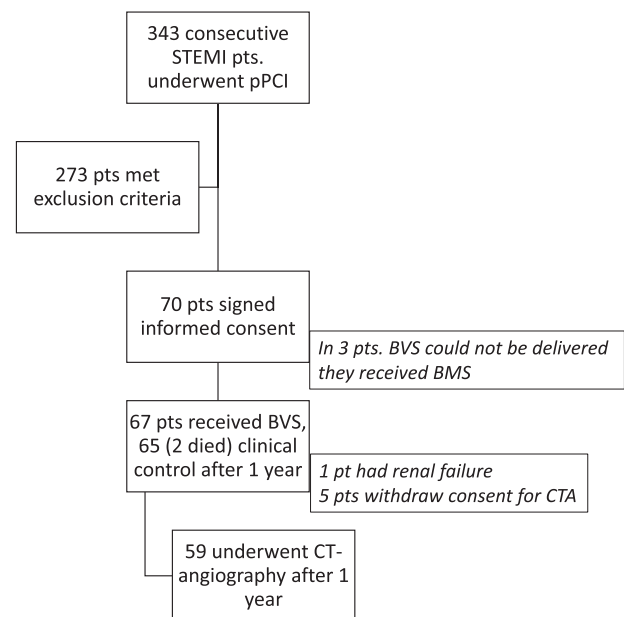 343 consecutive
STEMI pts.
underwent pPCI
273 pts met
exclusion criteria
70 pts signed
informed consent
In 3 pts. BVS could not be delivered
they received BMS
67 pts received BVS,
65 (2 died) clinical
control after 1 year
1 pt had renal failure
5 pts withdraw consent for CTA
59 underwent CT-
angiography after 1
year